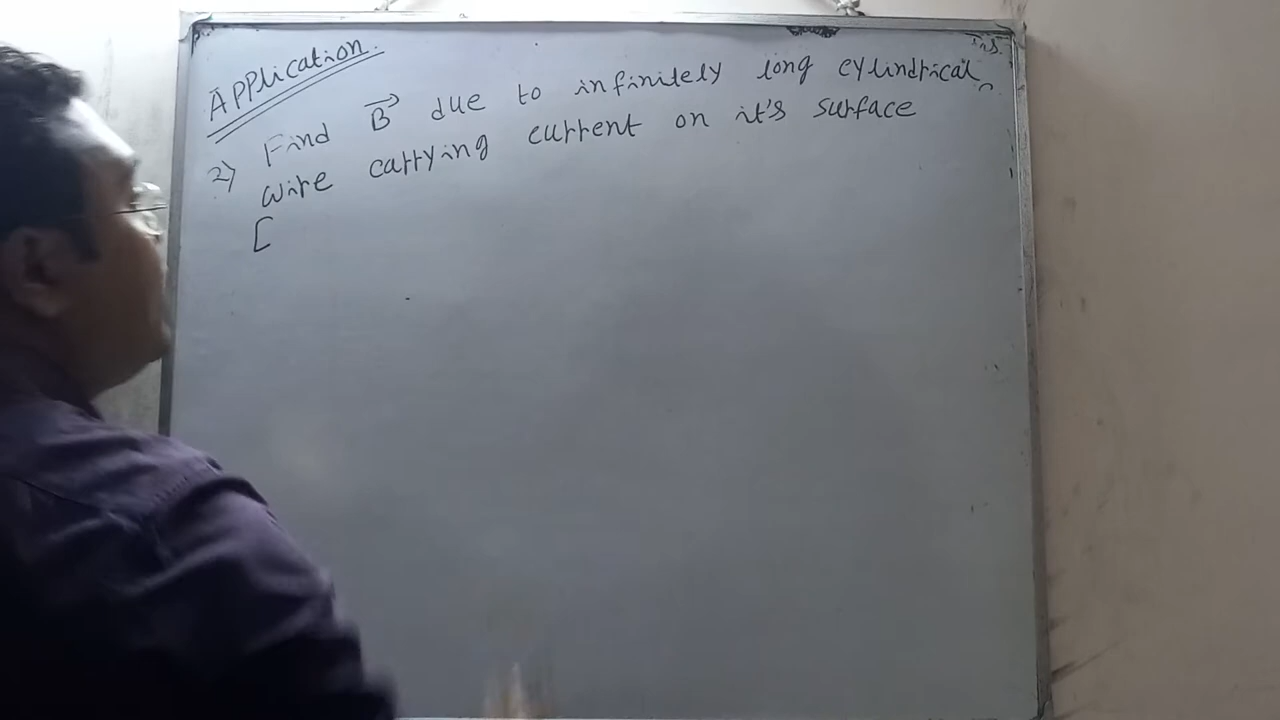 Application.
2) Find B due to infinitely long cylindrical
wire carrying current on it's surface
[